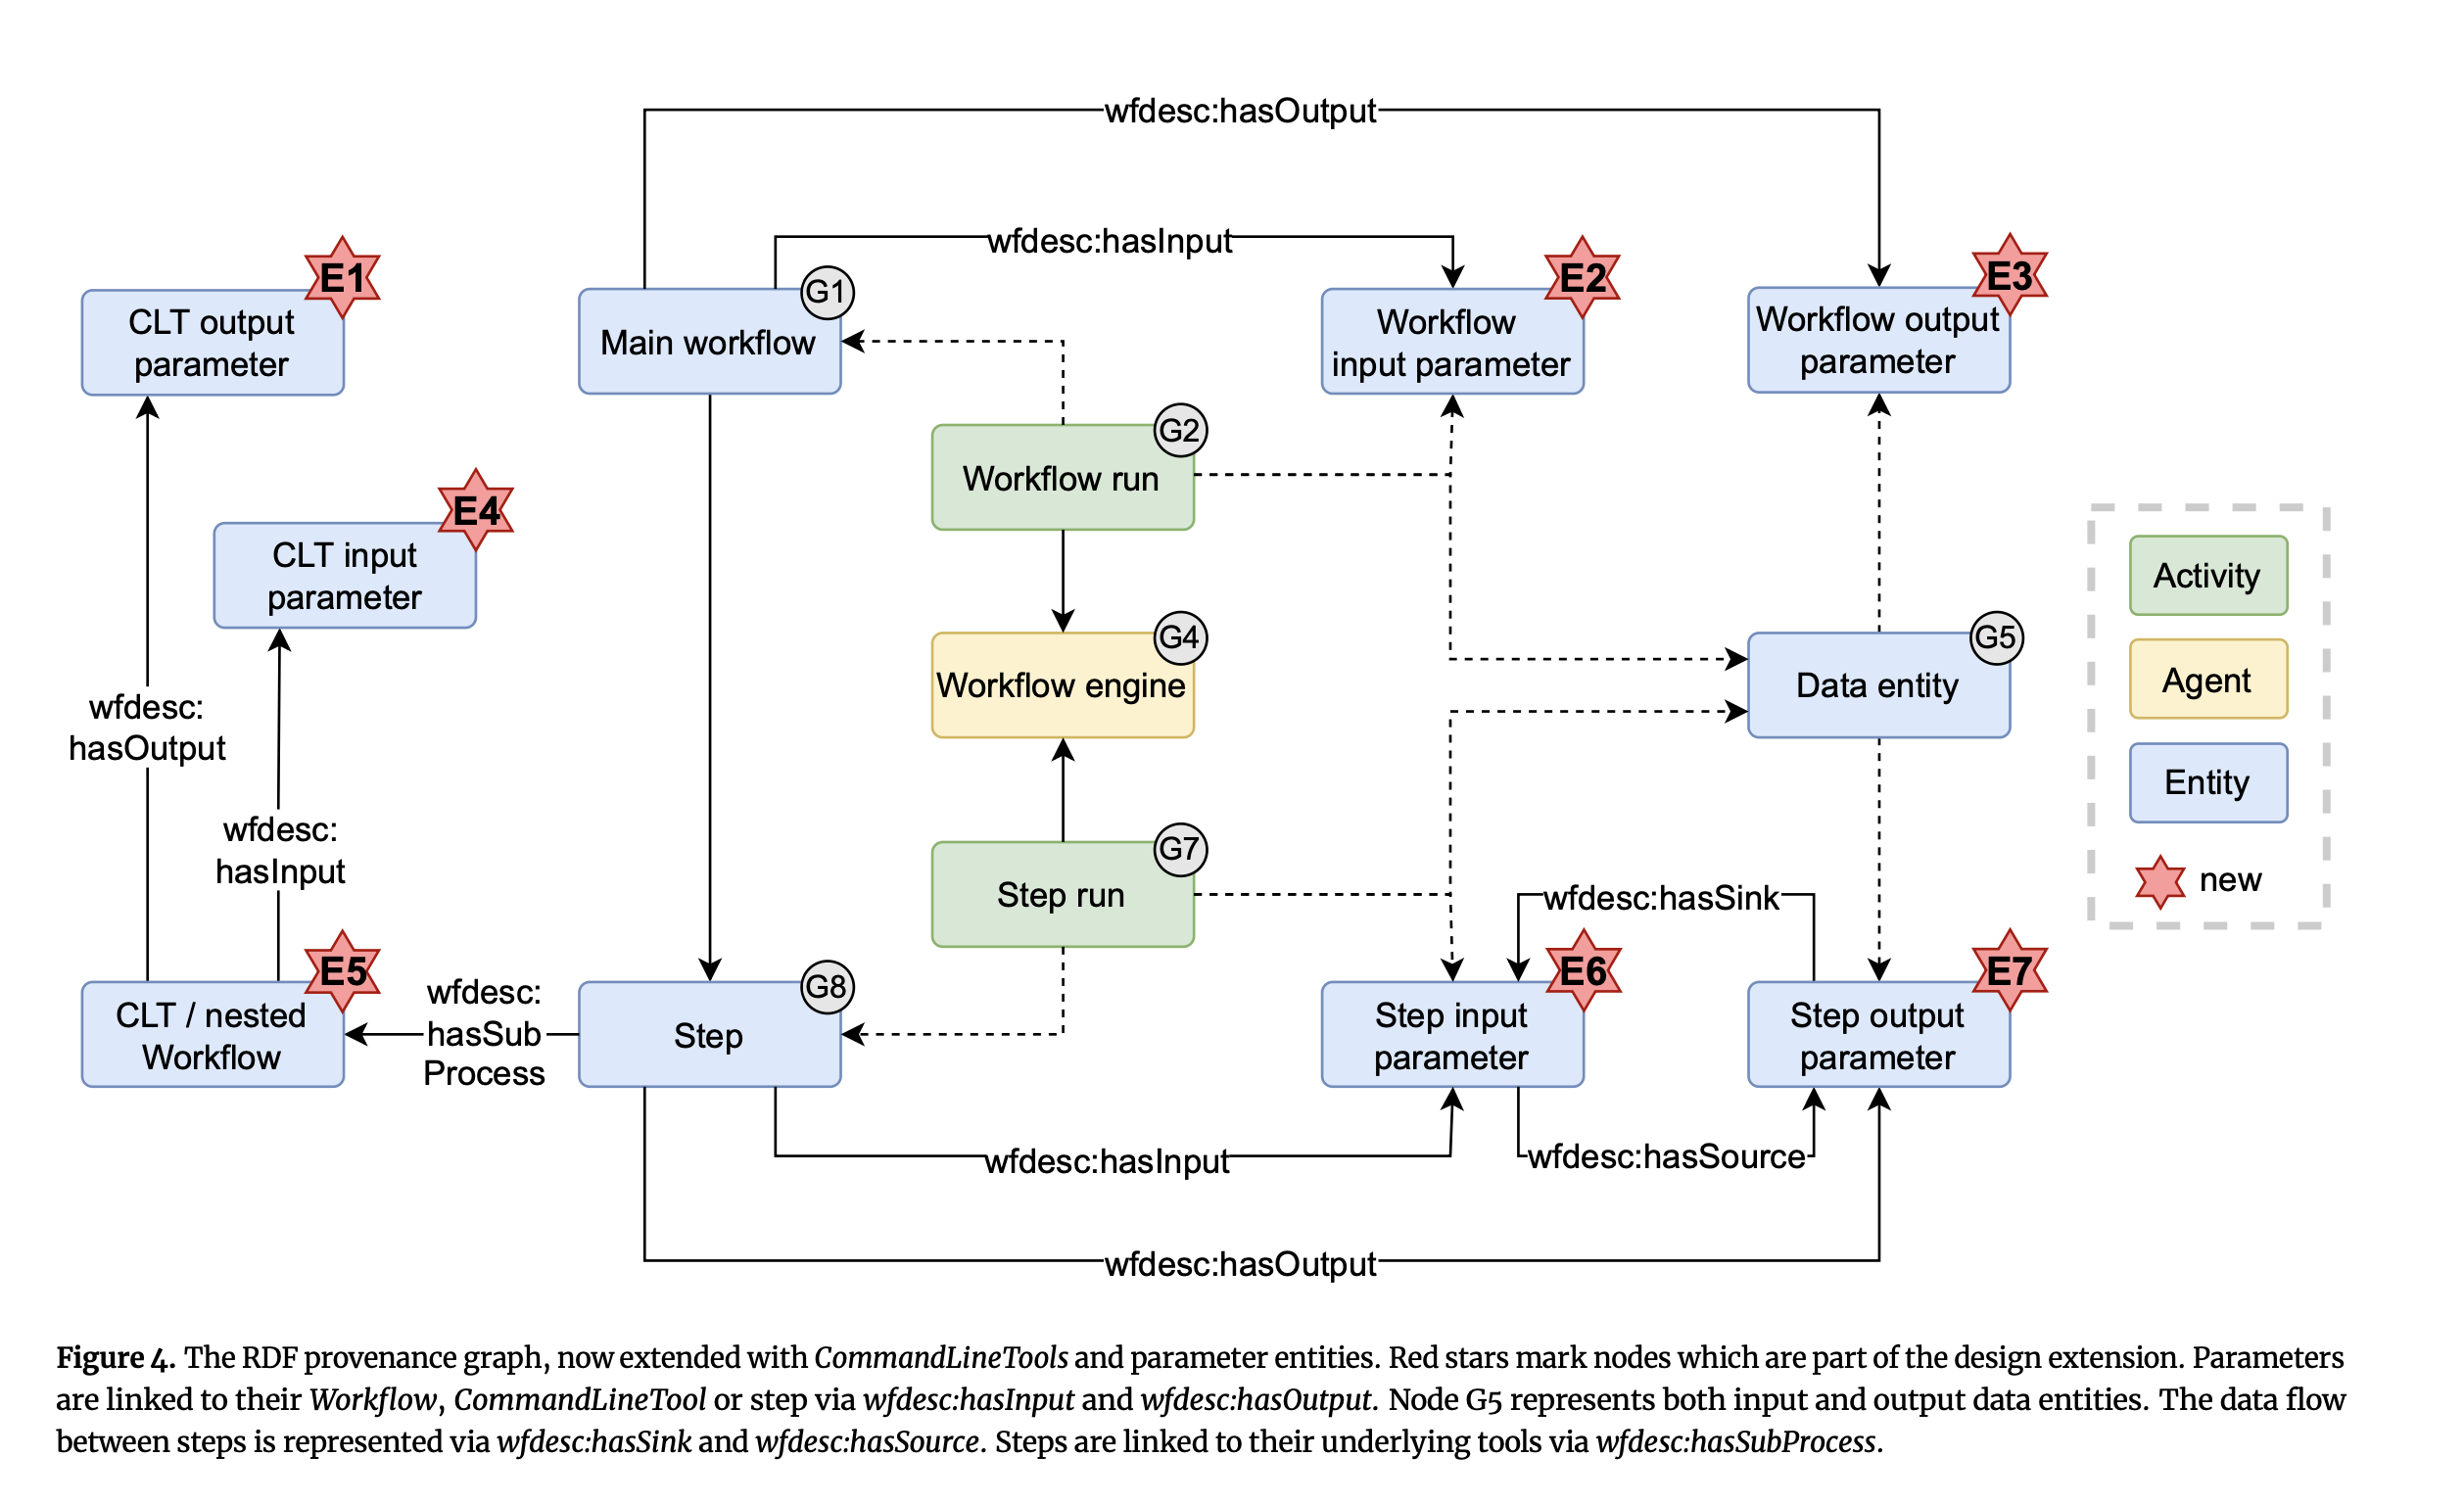 wfdesc:hasOutput
wfdesc:hasInput
E1
CLT output
parameter
G1
Main workflow
E2
Workflow
input parameter
E3
Workflow output
parameter
G2
Workflow run
E4
CLT input
parameter
G4
Workflow engine
G5
Data entity
Activity
Agent
Entity
new
wfdesc:
hasOutput
wfdesc:
hasInput
G7
Step run
wfdesc:hasSink
E5
CLT / nested
Workflow
wfdesc:
hasSub
Process
G8
Step
E6
Step input
parameter
E7
Step output
parameter
wfdesc:hasInput
wfdesc:hasSource
wfdesc:hasOutput
Figure 4. The RDF provenance graph, now extended with CommandLineTools and parameter entities. Red stars mark nodes which are part of the design extension. Parameters
are linked to their Workflow, CommandLineTool or step via wfdesc:hasInput and wfdesc:hasOutput. Node G5 represents both input and output data entities. The data flow
between steps is represented via wfdesc:hasSink and wfdesc:hasSource. Steps are linked to their underlying tools via wfdesc:hasSubProcess.